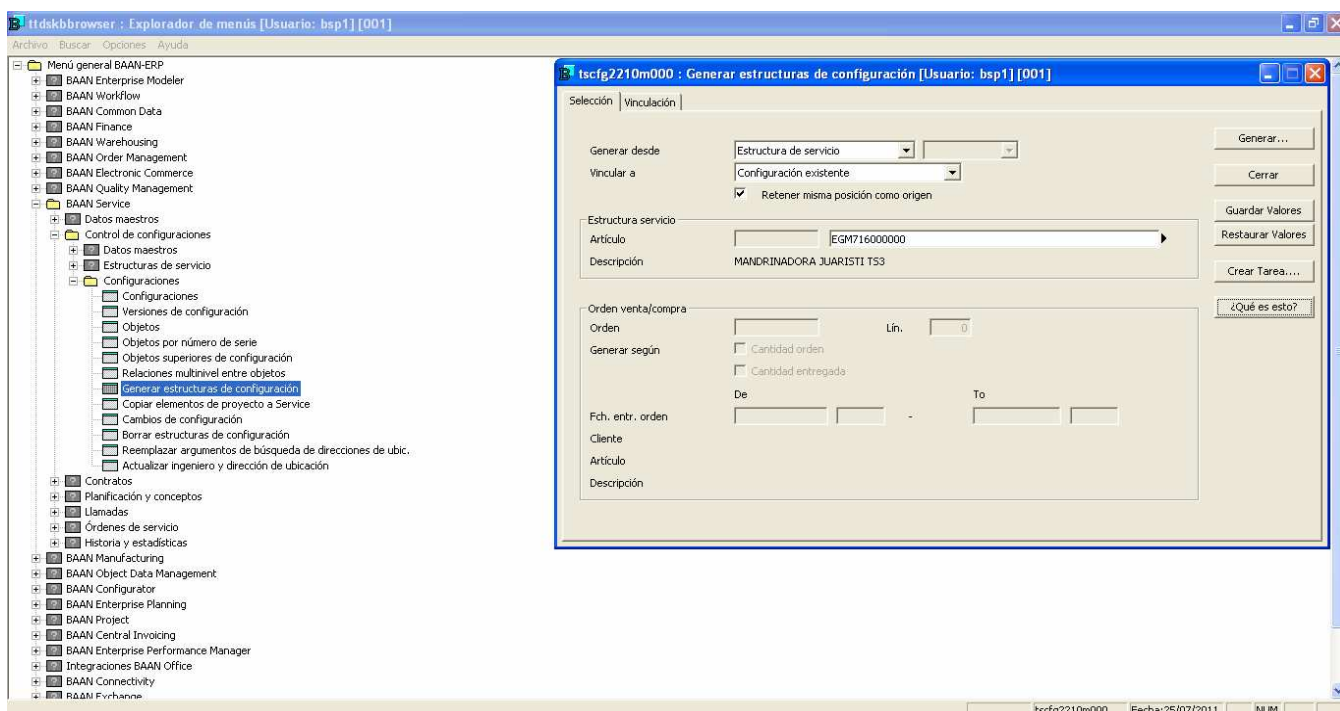 ttdskbbrowser : Explorador de menús [Usuario: bsp1] [001]
Archivo Buscar Opciones Ayuda
Menú general BAAN-ERP
BAAN Enterprise Modeler
BAAN Workflow
BAAN Common Data
BAAN Finance
BAAN Warehousing
BAAN Order Management
BAAN Electronic Commerce
BAAN Quality Management
BAAN Service
Datos maestros
Control de configuraciones
Datos maestros
Estructuras de servicio
Configuraciones
Configuraciones
Versiones de configuración
Objetos
Objetos por número de serie
Objetos superiores de configuración
Relaciones multinivel entre objetos
Generar estructuras de configuración
Copiar elementos de proyecto a Service
Cambios de configuración
Borrar estructuras de configuración
Reemplazar argumentos de búsqueda de direcciones de ubic.
Actualizar ingeniero y dirección de ubicación
Contratos
Planificación y conceptos
Llamadas
Órdenes de servicio
Historia y estadísticas
BAAN Manufacturing
BAAN Object Data Management
BAAN Configurator
BAAN Enterprise Planning
BAAN Project
BAAN Central Invoicing
BAAN Enterprise Performance Manager
Integraciones BAAN Office
BAAN Connectivity
BAAN Exchange
tscfg2210m000 : Generar estructuras de configuración [Usuario: bsp1] [001]
Selección Vinculación
Generar desde Estructura de servicio
Vincular a Configuración existente
Retener misma posición como origen
Estructura servicio
Artículo EGM716000000
Descripción MANDRINADORA JUARISTI TS3
Orden venta/compra
Orden Lín. 0
Generar según Cantidad orden
Cantidad entregada
De To
Fch. entr. orden -
Cliente
Artículo
Descripción
Generar...
Cerrar
Guardar Valores
Restaurar Valores
Crear Tarea....
¿Qué es esto?
tscfg2210m000 Fecha:25/07/2011 NUM